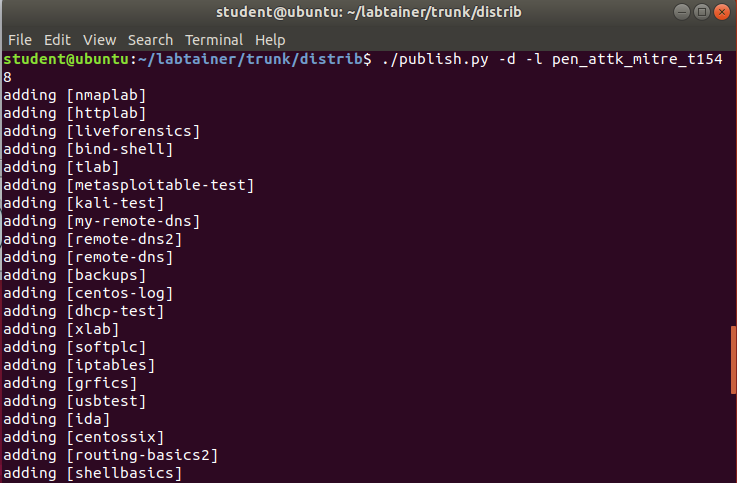 student@ubuntu: ~/labtainer/trunk/distrib
File Edit View Search Terminal Help
student@ubuntu:~/labtainer/trunk/distrib$ ./publish.py -d -l pen_attk_mitre_t154
8
adding [nmaplab]
adding [httplab]
adding [liveforensics]
adding [bind-shell]
adding [tlab]
adding [metasploitable-test]
adding [kali-test]
adding [my-remote-dns]
adding [remote-dns2]
adding [remote-dns]
adding [backups]
adding [centos-log]
adding [dhcp-test]
adding [xlab]
adding [softplc]
adding [iptables]
adding [grfics]
adding [usbtest]
adding [ida]
adding [centossix]
adding [routing-basics2]
adding [shellbasics]